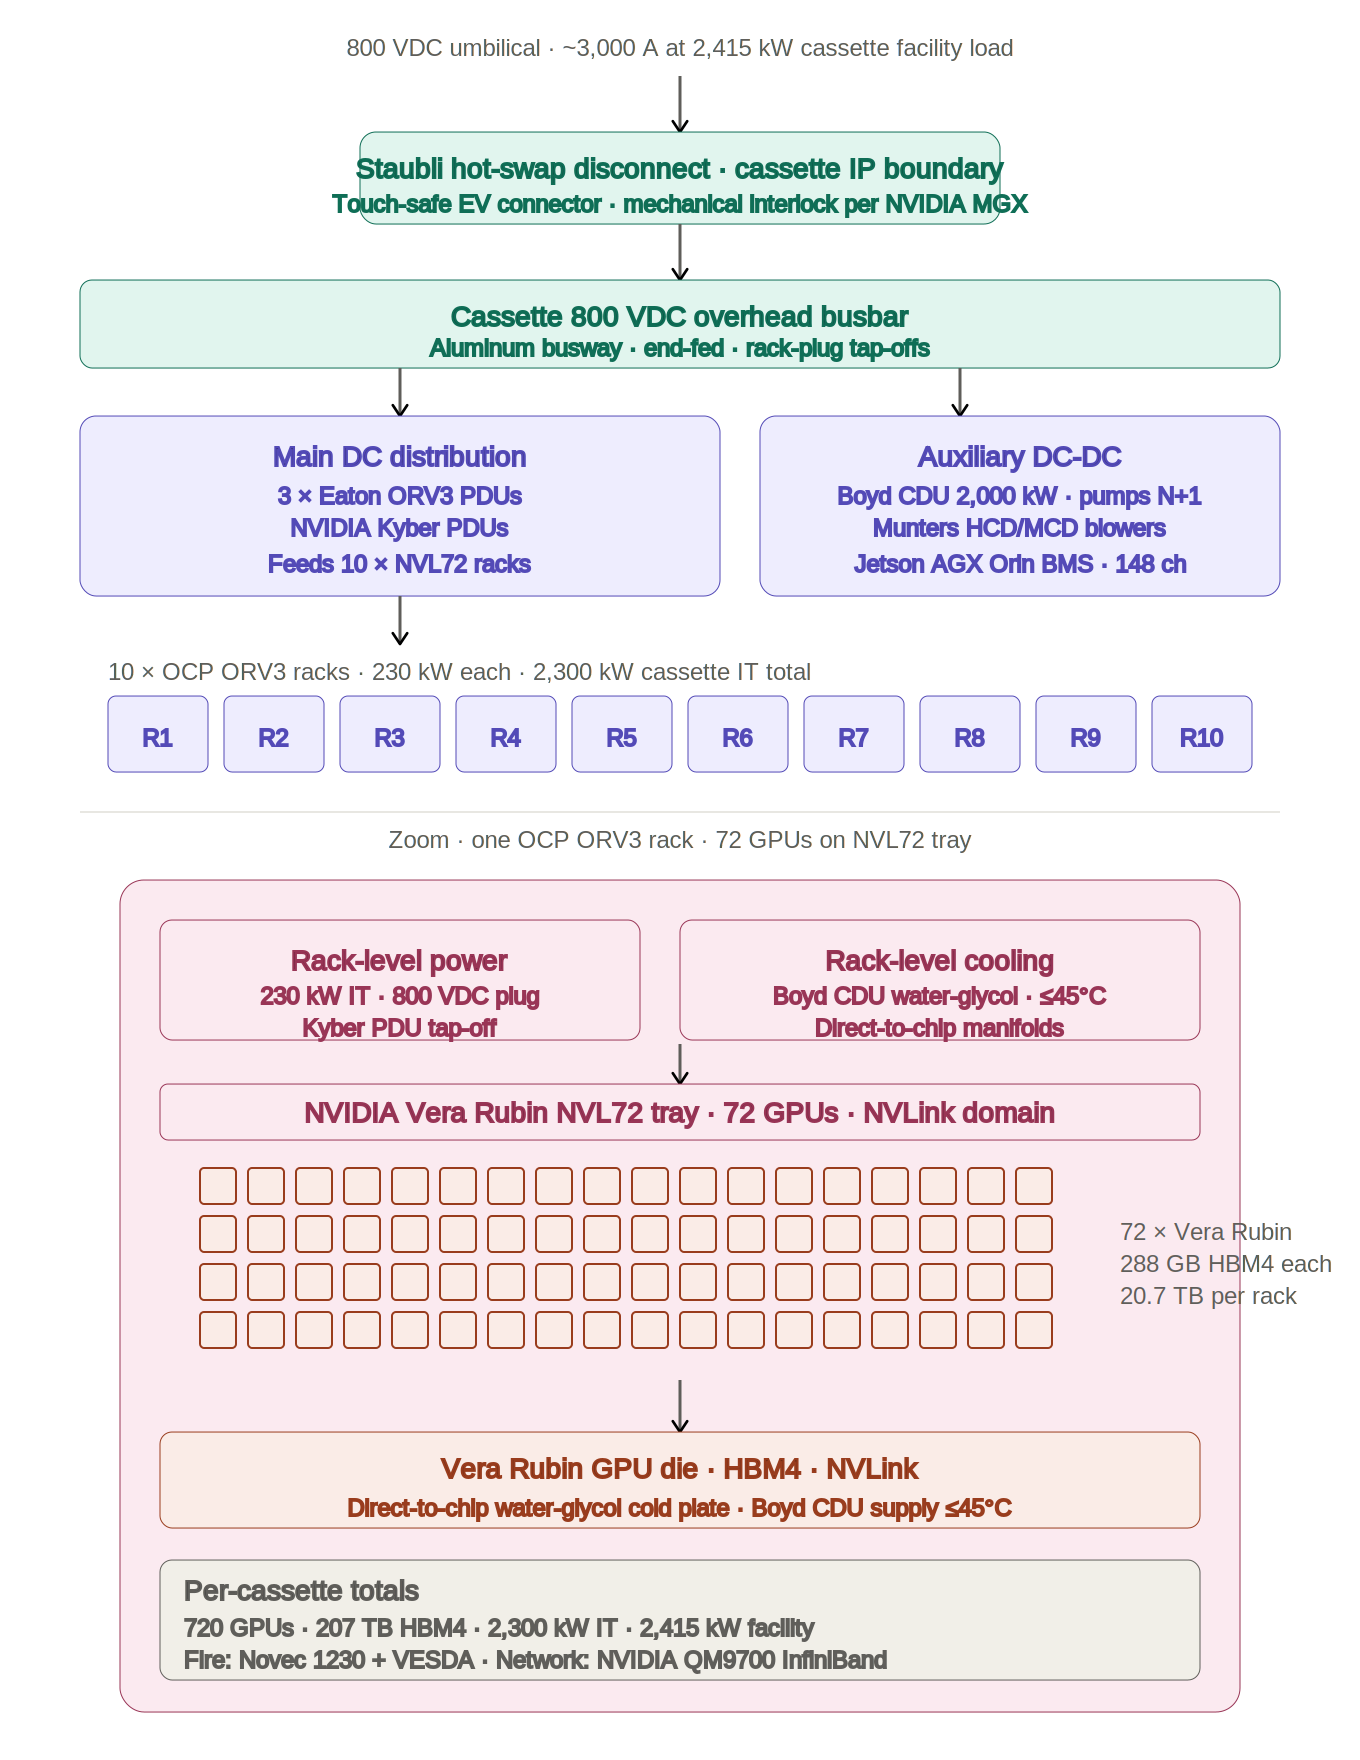 800 VDC umbilical · ~3,000 A at 2,415 kW cassette facility load
Staubli hot-swap disconnect · cassette IP boundary
Touch-safe EV connector · mechanical interlock per NVIDIA MGX
Cassette 800 VDC overhead busbar
Aluminum busway · end-fed · rack-plug tap-offs
Main DC distribution
3 × Eaton ORV3 PDUs
NVIDIA Kyber PDUs
Feeds 10 × NVL72 racks
Auxiliary DC-DC
Boyd CDU 2,000 kW · pumps N+1
Munters HCD/MCD blowers
Jetson AGX Orin BMS · 148 ch
10 × OCP ORV3 racks · 230 kW each · 2,300 kW cassette IT total
R1 R2 R3 R4 R5 R6 R7 R8 R9 R10
Zoom · one OCP ORV3 rack · 72 GPUs on NVL72 tray
Rack-level power
230 kW IT · 800 VDC plug
Kyber PDU tap-off
Rack-level cooling
Boyd CDU water-glycol · ≤45°C
Direct-to-chip manifolds
NVIDIA Vera Rubin NVL72 tray · 72 GPUs · NVLink domain
72 × Vera Rubin
288 GB HBM4 each
20.7 TB per rack
Vera Rubin GPU die · HBM4 · NVLink
Direct-to-chip water-glycol cold plate · Boyd CDU supply ≤45°C
Per-cassette totals
720 GPUs · 207 TB HBM4 · 2,300 kW IT · 2,415 kW facility
Fire: Novec 1230 + VESDA · Network: NVIDIA QM9700 InfiniBand